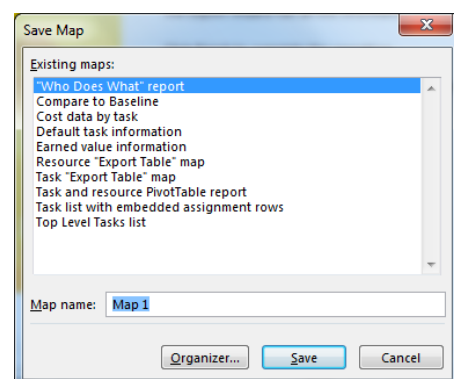 Save Map
Existing maps:
"Who Does What" report
Compare to Baseline
Cost data by task
Default task information
Earned value information
Resource "Export Table" map
Task "Export Table" map
Task and resource PivotTable report
Task list with embedded assignment rows
Top Level Tasks list
Map name: Map 1
Organizer... Save Cancel